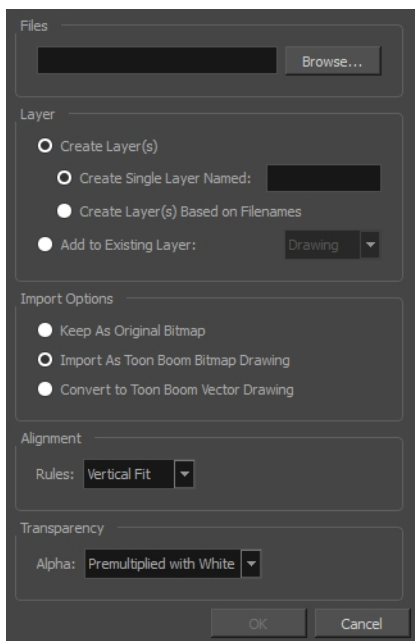 Files
Browse...
Layer
Create Layer(s)
Create Single Layer Named:
Create Layer(s) Based on Filenames
Add to Existing Layer: Drawing
Import Options
Keep As Original Bitmap
Import As Toon Boom Bitmap Drawing
Convert to Toon Boom Vector Drawing
Alignment
Rules: Vertical Fit
Transparency
Alpha: Premultiplied with White
OK Cancel